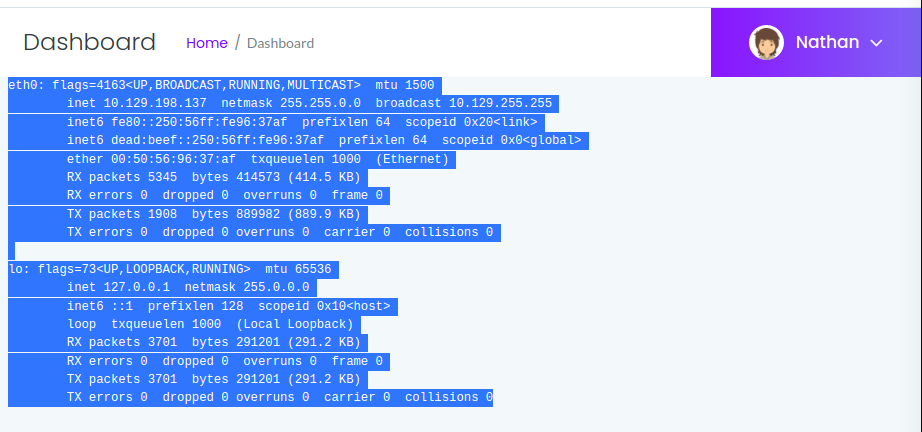 Dashboard Home / Dashboard Nathan
eth0: flags=4163<UP,BROADCAST,RUNNING,MULTICAST>  mtu 1500
        inet 10.129.198.137  netmask 255.255.0.0  broadcast 10.129.255.255
        inet6 fe80::250:56ff:fe96:37af  prefixlen 64  scopeid 0x20<link>
        inet6 dead:beef::250:56ff:fe96:37af  prefixlen 64  scopeid 0x0<global>
        ether 00:50:56:96:37:af  txqueuelen 1000  (Ethernet)
        RX packets 5345  bytes 414573 (414.5 KB)
        RX errors 0  dropped 0  overruns 0  frame 0
        TX packets 1908  bytes 889982 (889.9 KB)
        TX errors 0  dropped 0 overruns 0  carrier 0  collisions 0
lo: flags=73<UP,LOOPBACK,RUNNING>  mtu 65536
        inet 127.0.0.1  netmask 255.0.0.0
        inet6 ::1  prefixlen 128  scopeid 0x10<host>
        loop  txqueuelen 1000  (Local Loopback)
        RX packets 3701  bytes 291201 (291.2 KB)
        RX errors 0  dropped 0  overruns 0  frame 0
        TX packets 3701  bytes 291201 (291.2 KB)
        TX errors 0  dropped 0 overruns 0  carrier 0  collisions 0